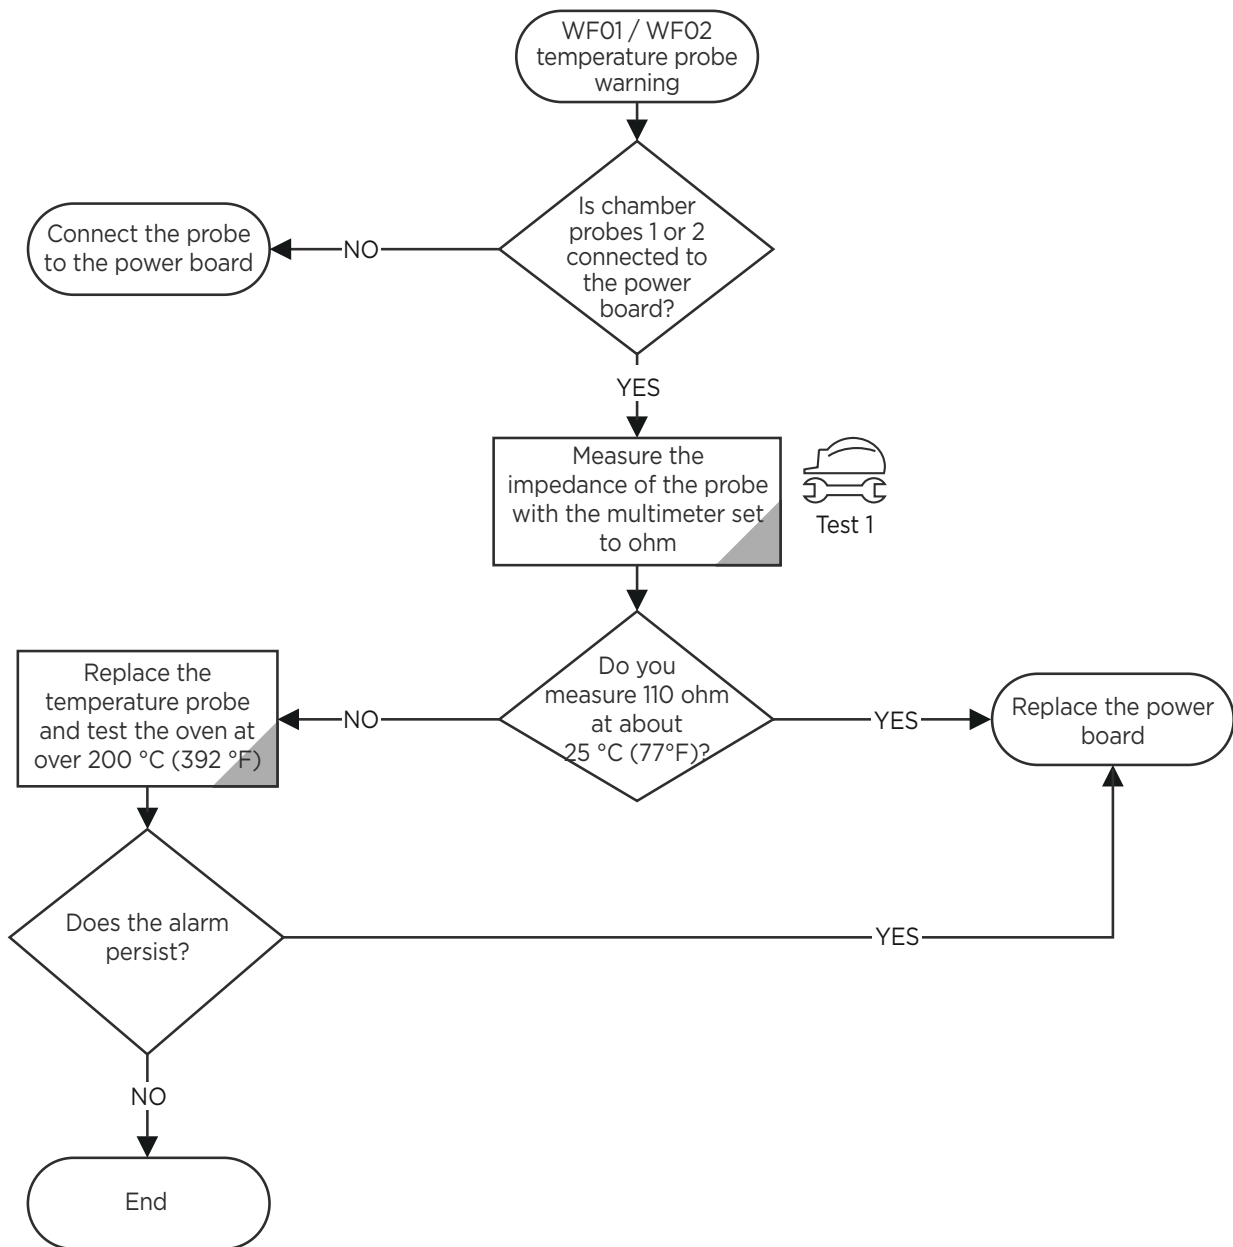 WF01 / WF02
temperature probe
warning
Is chamber
probes 1 or 2
connected to
the power
board?
Connect the probe
to the power board
NO
YES
Measure the
impedance of the probe
with the multimeter set
to ohm
Test 1
Do you
measure 110 ohm
at about
25 °C (77°F)?
NO
YES
Replace the
temperature probe
and test the oven at
over 200 °C (392 °F)
Replace the power
board
Does the alarm
persist?
YES
NO
End